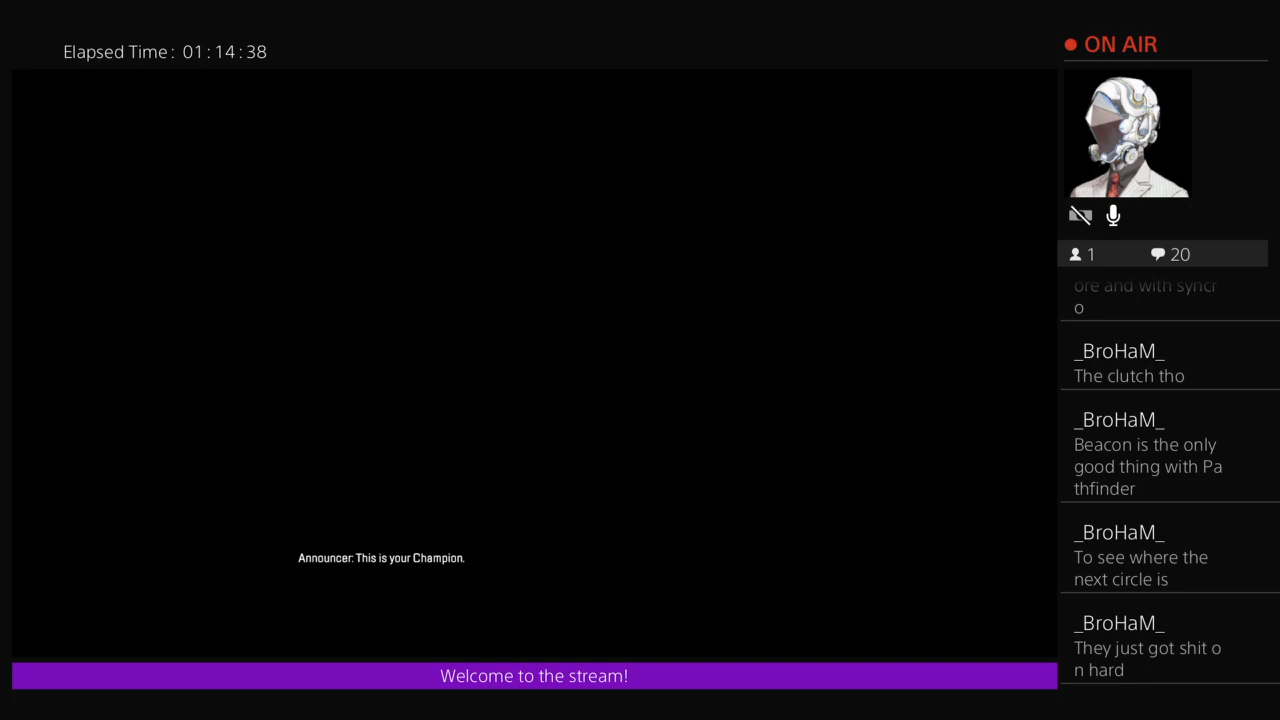 Elapsed Time: 01:14:38
ON AIR
1 20
ore and with syncr
o
_BroHaM_
The clutch tho
_BroHaM_
Beacon is the only
good thing with Pa
thfinder
_BroHaM_
To see where the
next circle is
_BroHaM_
They just got shit o
n hard
Announcer: This is your Champion.
Welcome to the stream!